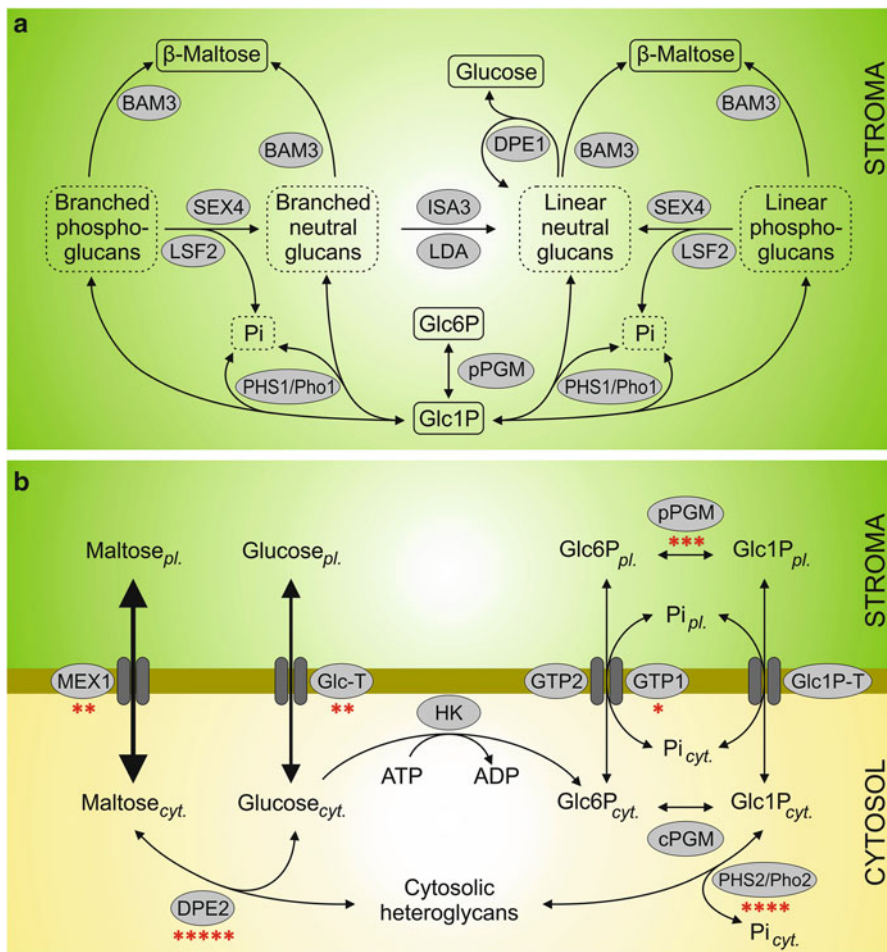 a
STROMA
β-Maltose
Glucose
β-Maltose
BAM3
BAM3
DPE1
BAM3
BAM3
Branched
phospho-
glucans
SEX4
LSF2
Branched
neutral
glucans
ISA3
LDA
Linear
neutral
glucans
SEX4
LSF2
Linear
phospho-
glucans
Pi
Glc6P
Pi
pPGM
PHS1/Pho1
PHS1/Pho1
Glc1P
b
STROMA
pPGM
***
Maltosepl.
Glucosepl.
Glc6Ppl.
Glc1Ppl.
Pipl.
MEX1
**
Glc-T
**
GTP2
GTP1
*
Glc1P-T
HK
ATP
ADP
Picyt.
Maltosecyt.
Glucosecyt.
Glc6Pcyt.
Glc1Pcyt.
cPGM
CYTOSOL
DPE2
*****
Cytosolic
heteroglycans
PHS2/Pho2
****
Picyt.